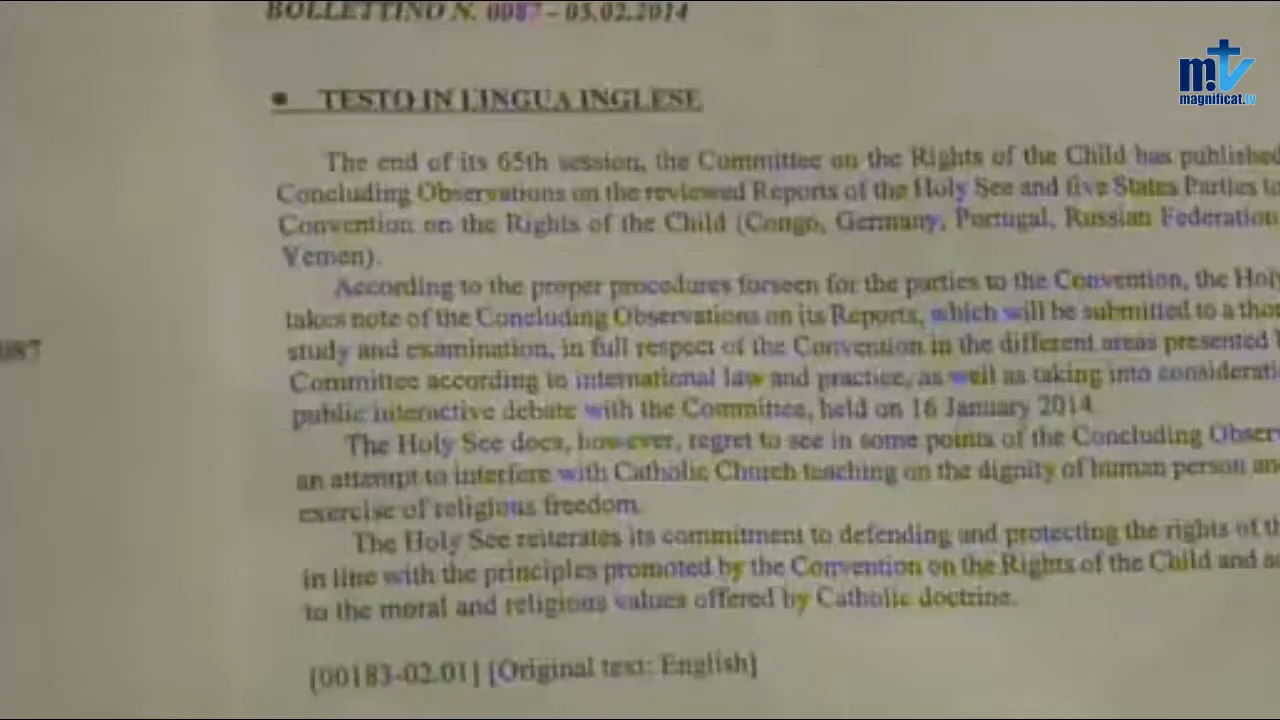 BOLLETTINO N. 0087 - 05.02.2014
mtv
magnificat.tv
• TESTO IN LINGUA INGLESE
The end of its 65th session, the Committee on the Rights of the Child has published
Concluding Observations on the reviewed Reports of the Holy See and five States Parties to
Convention on the Rights of the Child (Congo, Germany, Portugal, Russian Federation
Yemen).
According to the proper procedures forseen for the parties to the Convention, the Holy
takes note of the Concluding Observations on its Reports, which will be submitted to a tho
study and examination, in full respect of the Convention in the different areas presented
087
Committee according to international law and practice, as well as taking into considerati
public interactive debate with the Committee, held on 16 January 2014.
The Holy See does, however, regret to see in some points of the Concluding Obser
an attempt to interfere with Catholic Church teaching on the dignity of human person an
exercise of religious freedom.
The Holy See reiterates its commitment to defending and protecting the rights of th
in line with the principles promoted by the Convention on the Rights of the Child and a
to the moral and religious values offered by Catholic doctrine.
[00183-02.01] [Original text: English]